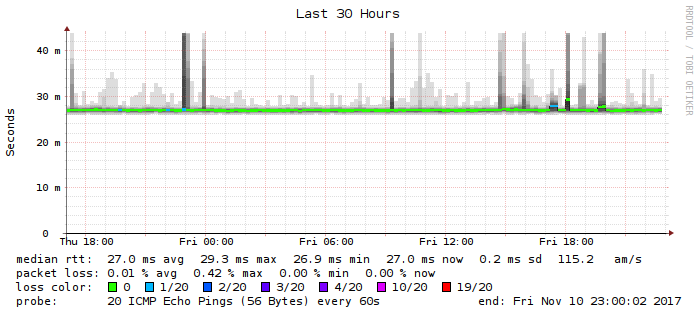 Last 30 Hours
RRDTOOL / TOBI OETIKER
Seconds
40 m
30 m
20 m
10 m
0
Thu 18:00 Fri 00:00 Fri 06:00 Fri 12:00 Fri 18:00
median rtt: 27.0 ms avg 29.3 ms max 26.9 ms min 27.0 ms now 0.2 ms sd 115.2 am/s
packet loss: 0.01 % avg 0.42 % max 0.00 % min 0.00 % now
loss color: 0 1/20 2/20 3/20 4/20 10/20 19/20
probe: 20 ICMP Echo Pings (56 Bytes) every 60s end: Fri Nov 10 23:00:02 2017